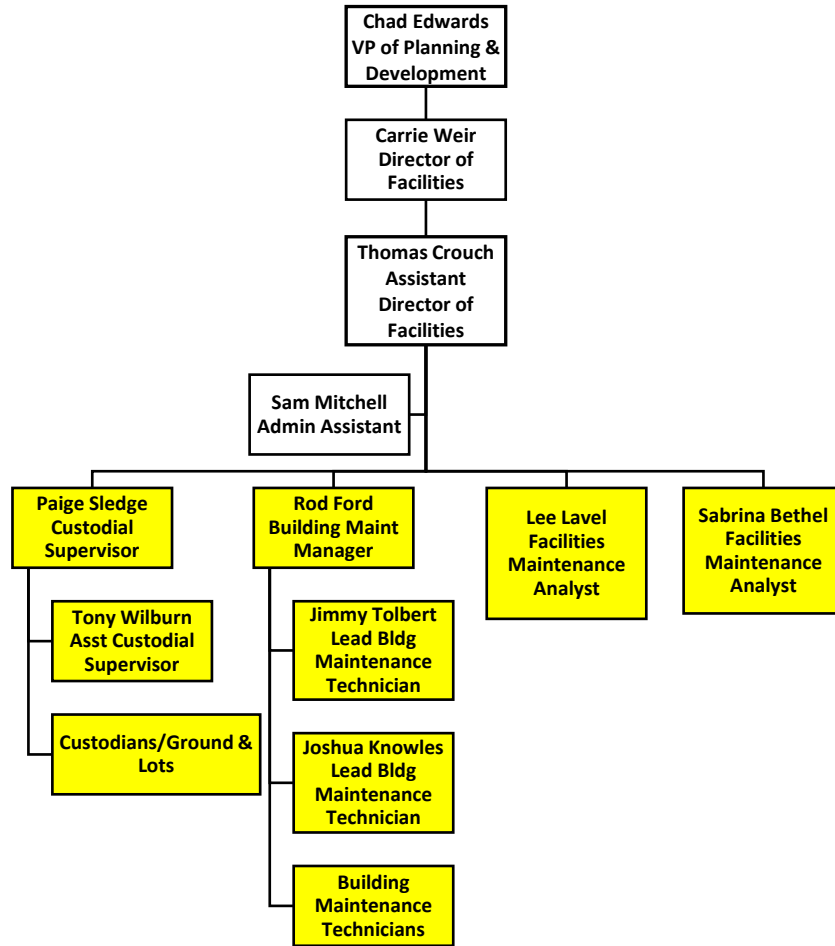 Chad Edwards
VP of Planning &
Development
Carrie Weir
Director of
Facilities
Thomas Crouch
Assistant
Director of
Facilities
Sam Mitchell
Admin Assistant
Paige Sledge
Custodial
Supervisor
Tony Wilburn
Asst Custodial
Supervisor
Custodians/Ground &
Lots
Rod Ford
Building Maint
Manager
Jimmy Tolbert
Lead Bldg
Maintenance
Technician
Joshua Knowles
Lead Bldg
Maintenance
Technician
Building
Maintenance
Technicians
Lee Lavel
Facilities
Maintenance
Analyst
Sabrina Bethel
Facilities
Maintenance
Analyst